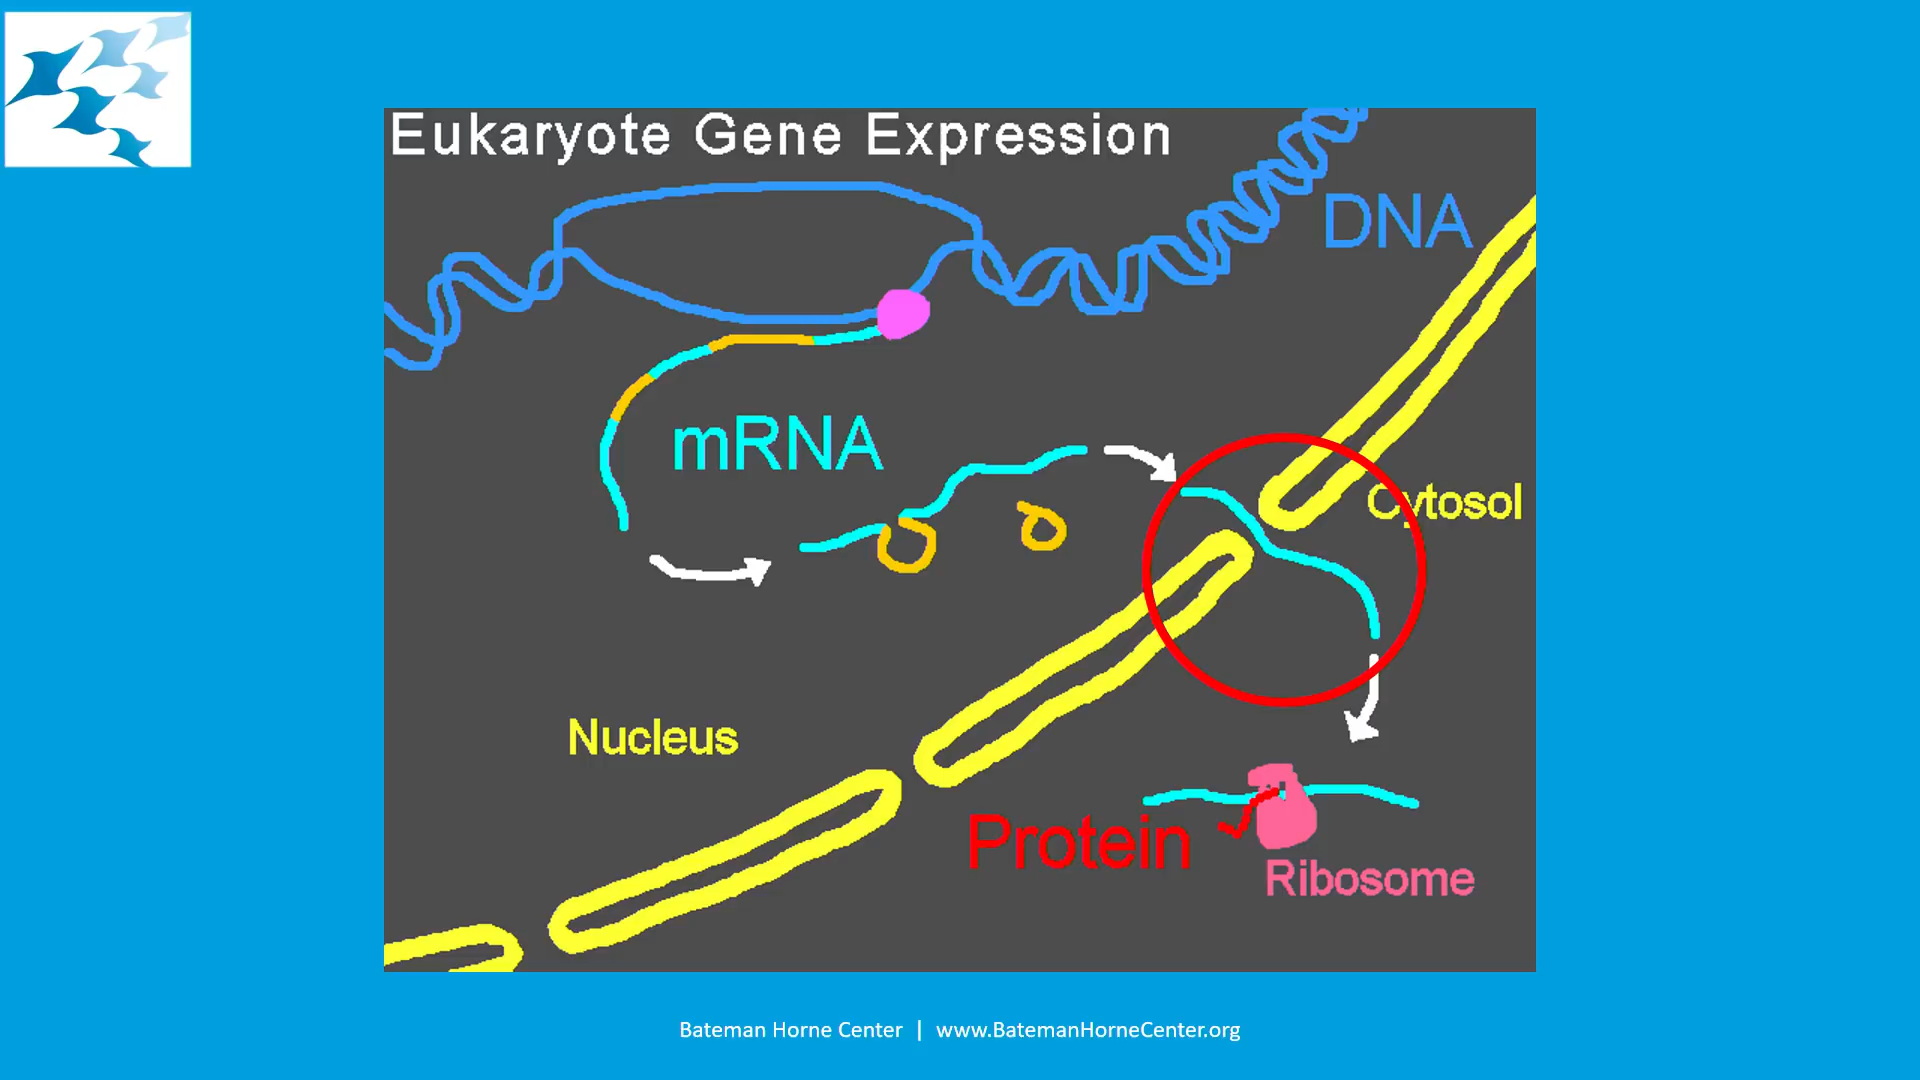 Eukaryote Gene Expression
DNA
mRNA
Cytosol
Nucleus
Protein
Ribosome
Bateman Horne Center | www.BatemanHorneCenter.org